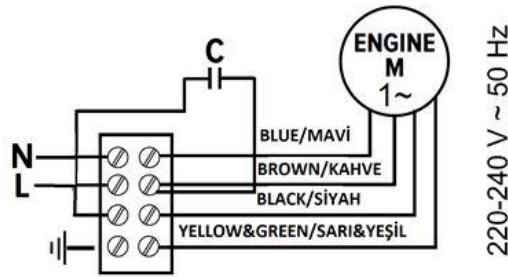 C
ENGINE
M
1~
N
L
BLUE/MAVİ
BROWN/KAHVE
BLACK/SİYAH
YELLOW&GREEN/SARI&YEŞİL
220-240 V ~ 50 Hz